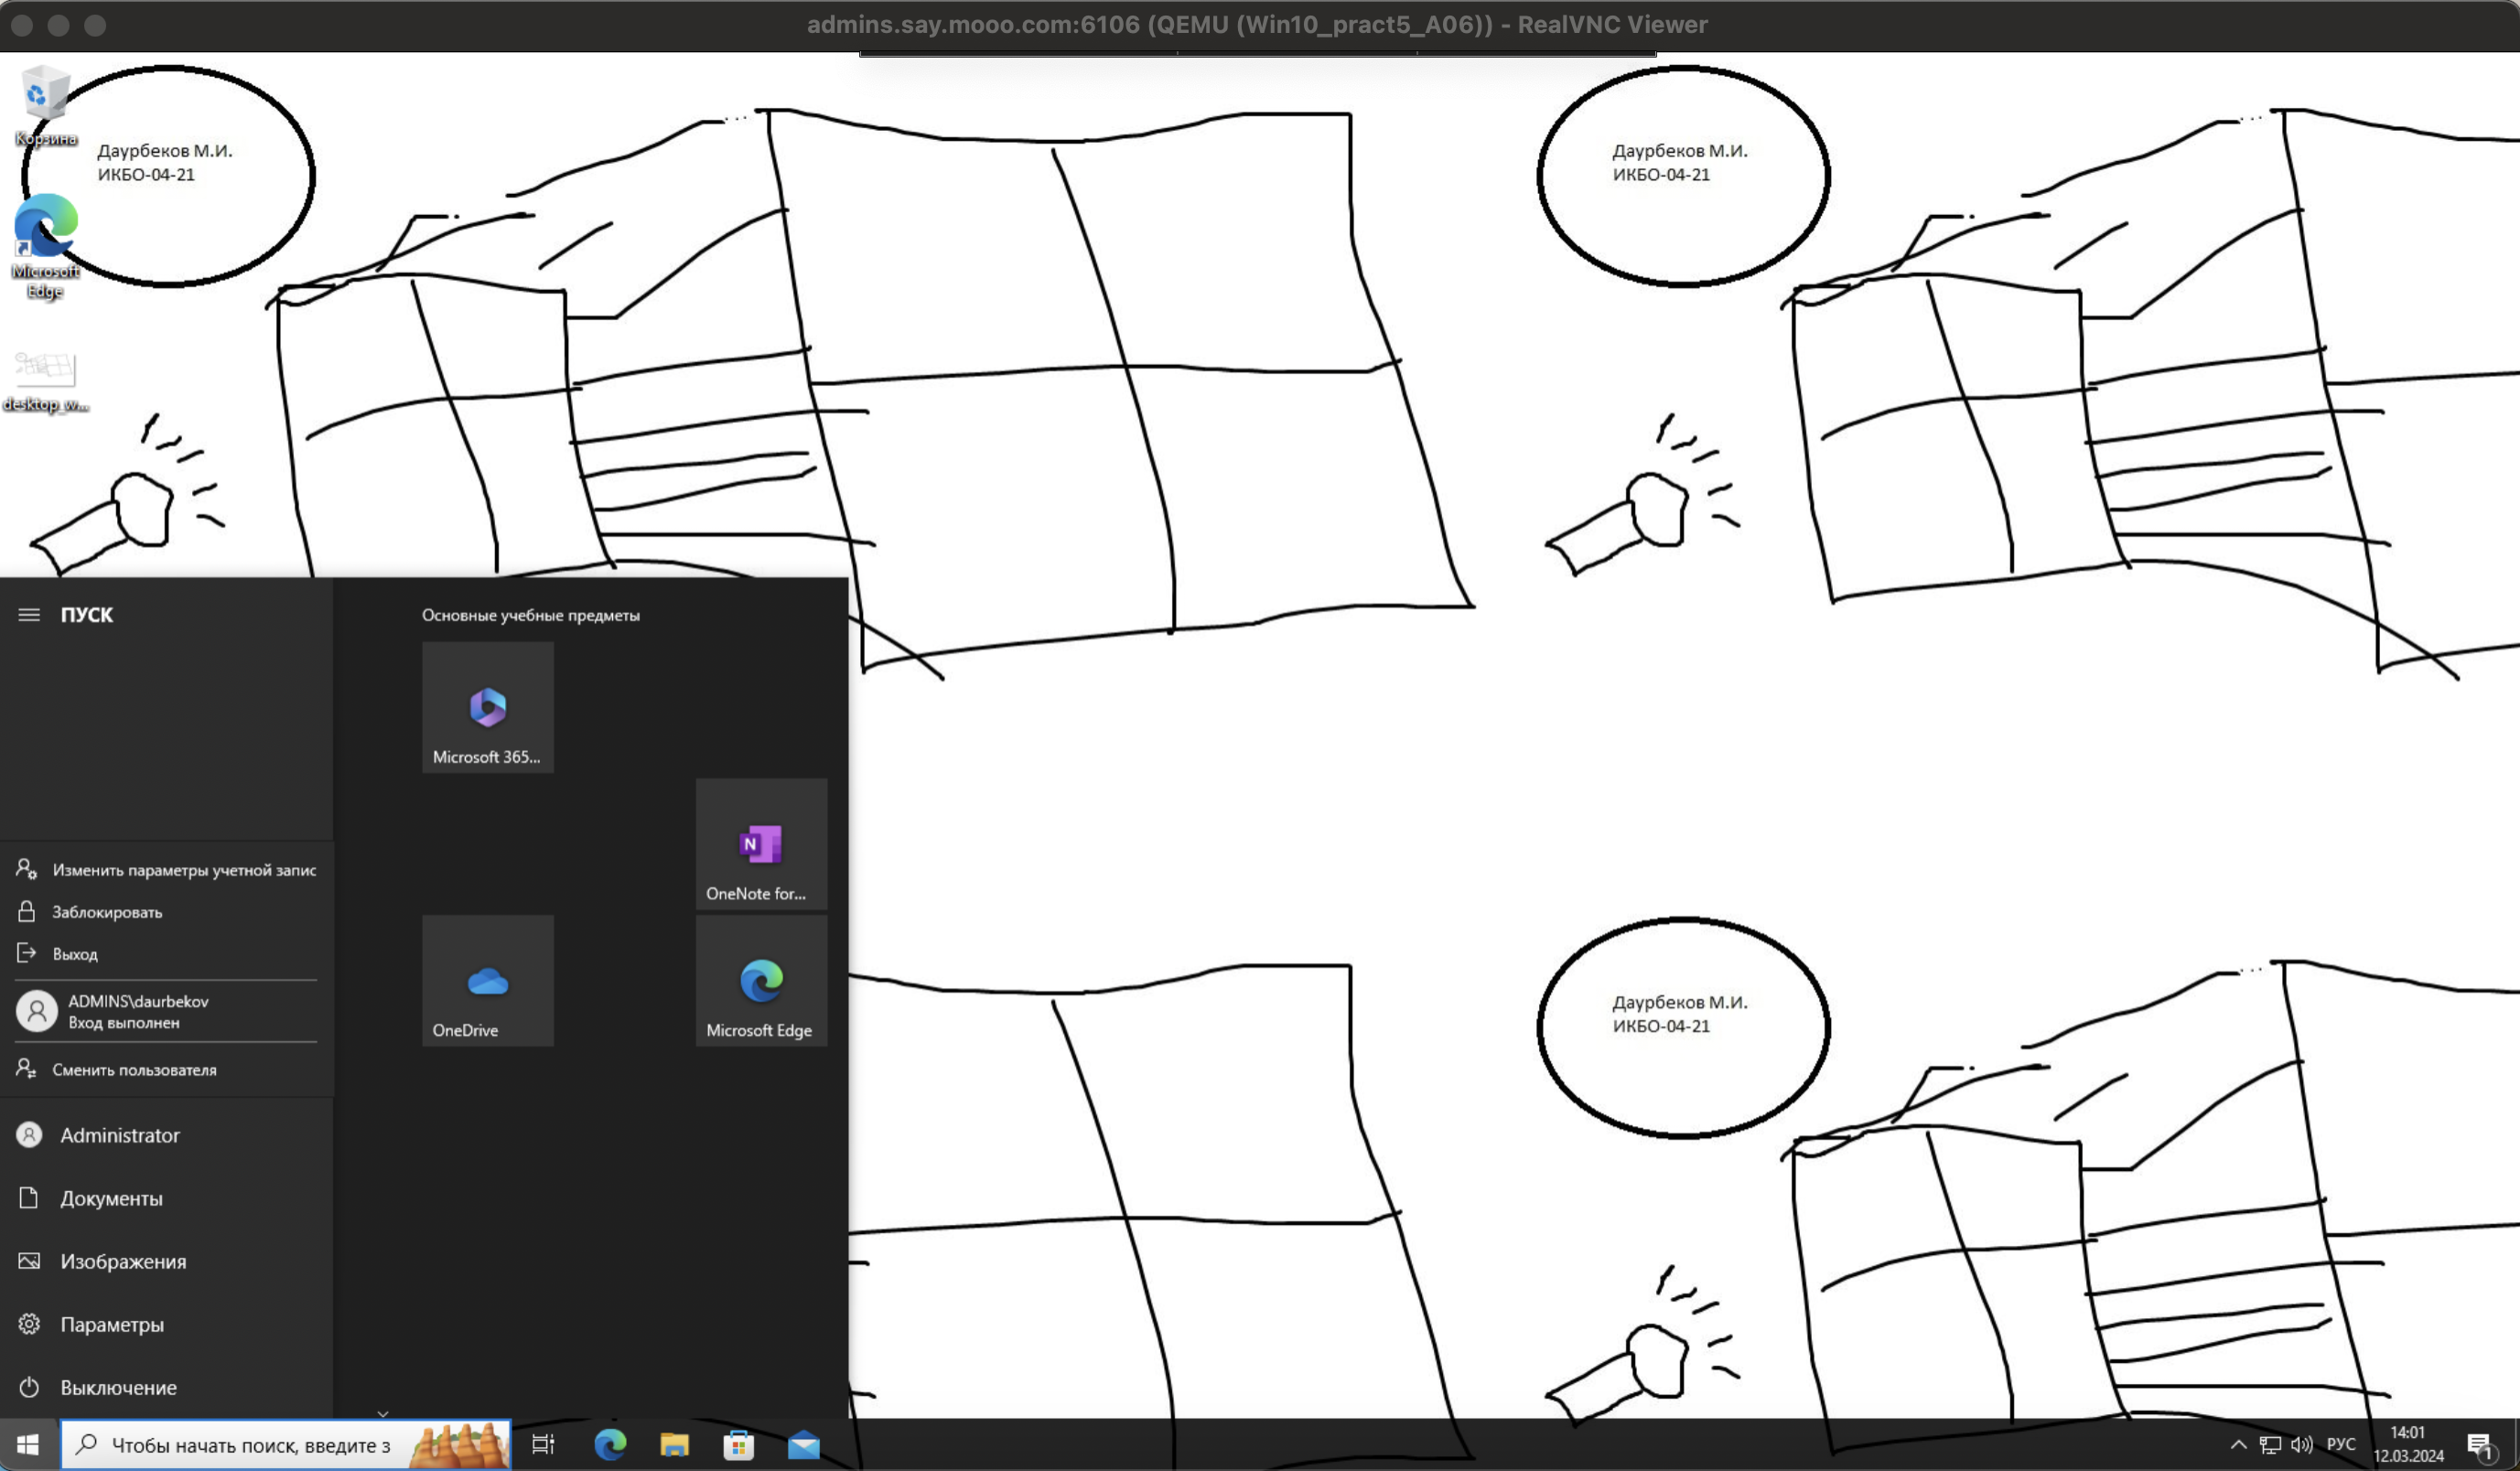 admins.say.mooo.com:6106 (QEMU (Win10_pract5_A06)) - RealVNC Viewer
Корзина
Даурбеков М.И.
ИКБО-04-21
Microsoft
Edge
desktop_w...
Даурбеков М.И.
ИКБО-04-21
ПУСК
Основные учебные предметы
Microsoft 365...
OneNote for...
OneDrive
Microsoft Edge
Изменить параметры учетной запис
Заблокировать
Выход
ADMINS\daurbekov
Вход выполнен
Сменить пользователя
Administrator
Документы
Изображения
Параметры
Выключение
Даурбеков М.И.
ИКБО-04-21
Чтобы начать поиск, введите з
РУС
14:01
12.03.2024
1